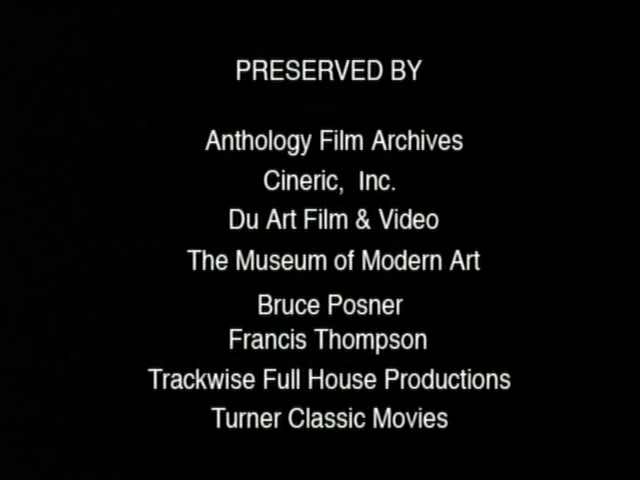 PRESERVED BY
Anthology Film Archives
Cineric, Inc.
Du Art Film & Video
The Museum of Modern Art
Bruce Posner
Francis Thompson
Trackwise Full House Productions
Turner Classic Movies